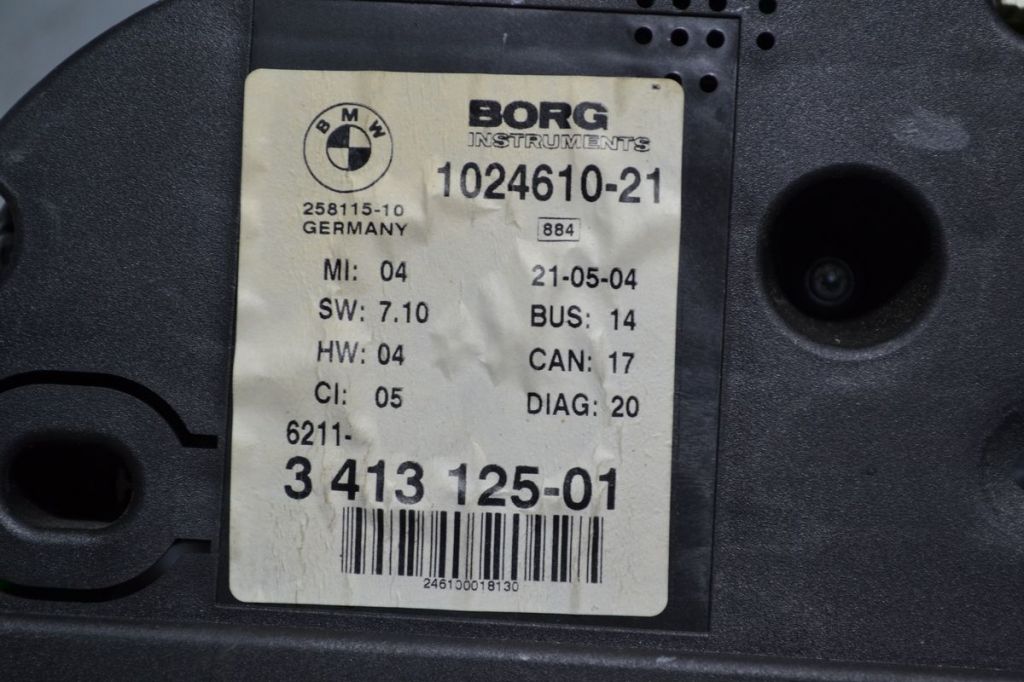 BMW
BORG
INSTRUMENTS
1024610-21
258115-10
GERMANY
884
MI: 04
21-05-04
SW: 7.10
BUS: 14
HW: 04
CAN: 17
CI: 05
DIAG: 20
6211-
3 413 125-01
246100018130